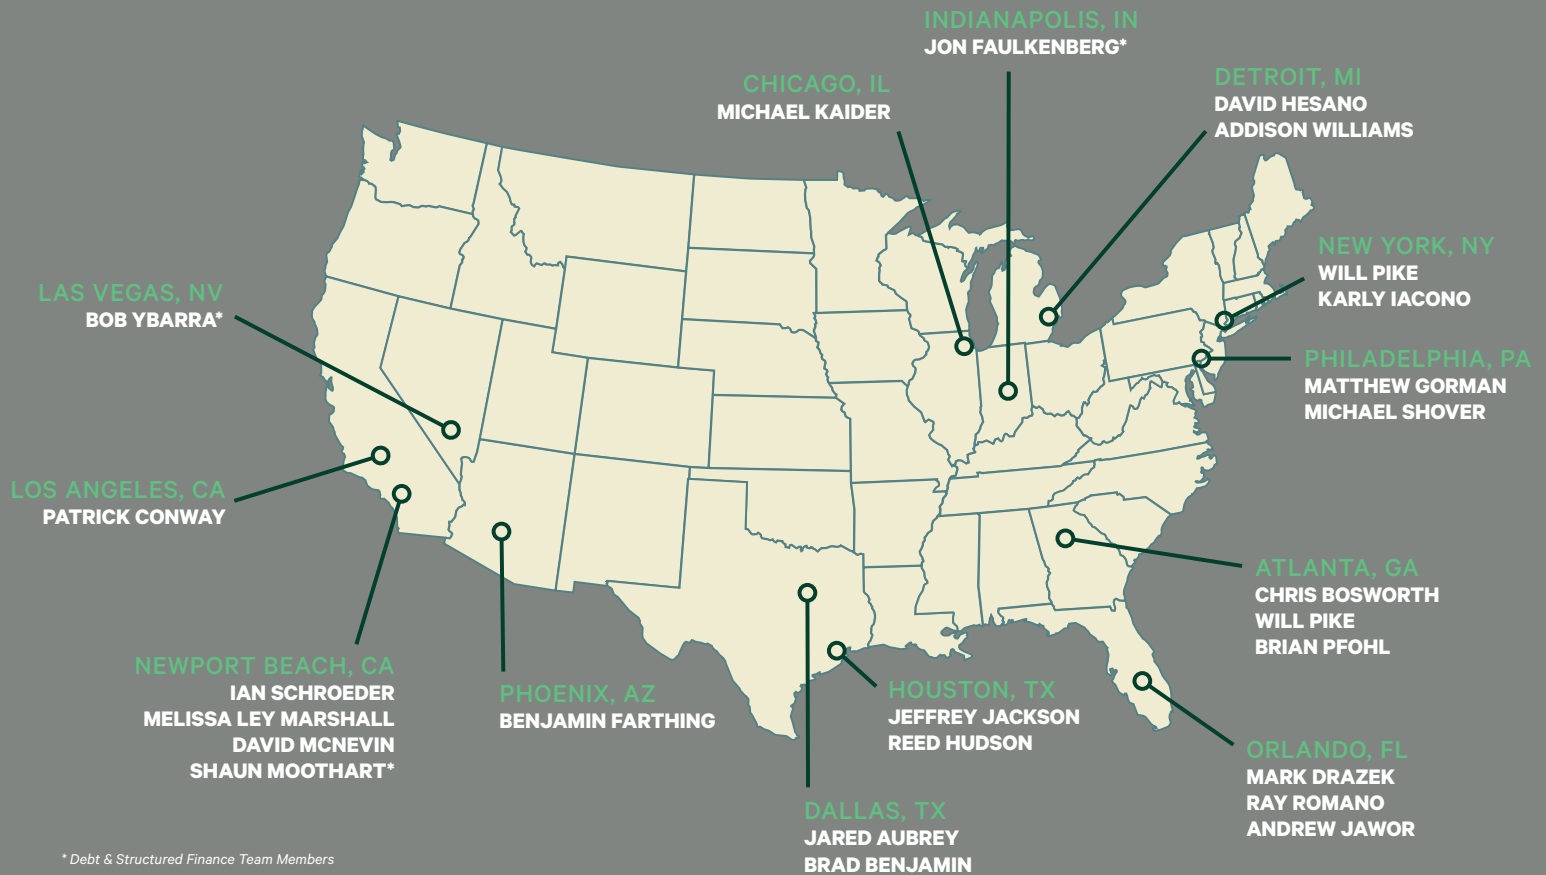 INDIANAPOLIS, IN
JON FAULKENBERG*
CHICAGO, IL
MICHAEL KAIDER
DETROIT, MI
DAVID HESANO
ADDISON WILLIAMS
NEW YORK, NY
WILL PIKE
KARLY IACONO
LAS VEGAS, NV
BOB YBARRA*
PHILADELPHIA, PA
MATTHEW GORMAN
MICHAEL SHOVER
LOS ANGELES, CA
PATRICK CONWAY
ATLANTA, GA
CHRIS BOSWORTH
WILL PIKE
BRIAN PFOHL
NEWPORT BEACH, CA
IAN SCHROEDER
MELISSA LEY MARSHALL
DAVID MCNEVIN
SHAUN MOOTHART*
PHOENIX, AZ
BENJAMIN FARTHING
HOUSTON, TX
JEFFREY JACKSON
REED HUDSON
ORLANDO, FL
MARK DRAZEK
RAY ROMANO
ANDREW JAWOR
DALLAS, TX
JARED AUBREY
BRAD BENJAMIN
* Debt & Structured Finance Team Members